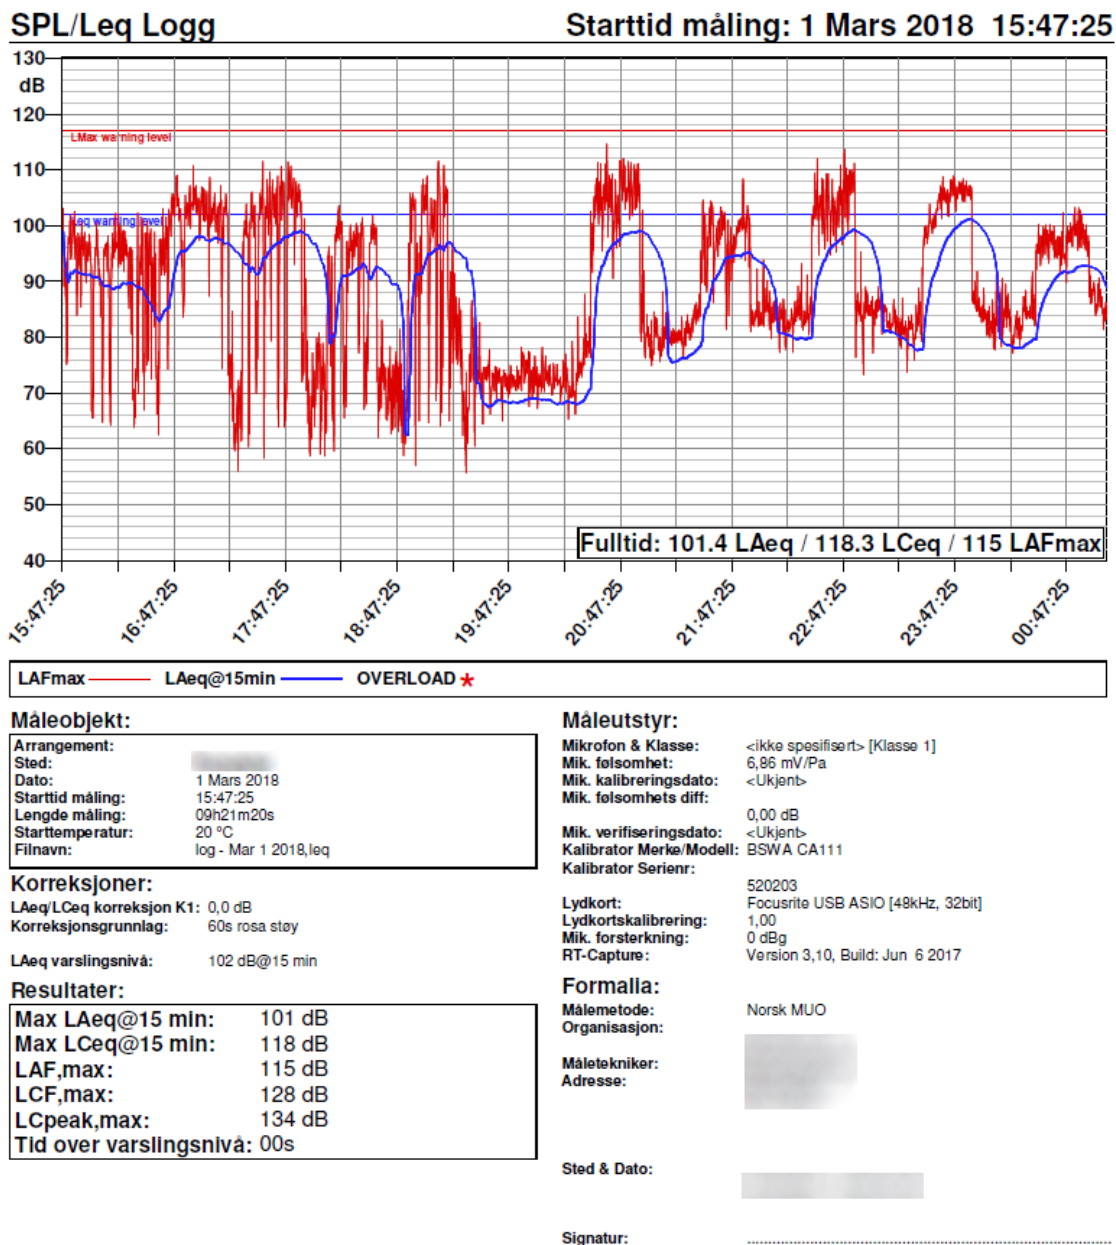 SPL/Leq Logg
Starttid måling: 1 Mars 2018 15:47:25
130
dB
120
LMax warning level
110
Leq warning level
100
90
80
70
60
50
40
Fulltid: 101.4 LAeq / 118.3 LCeq / 115 LAFmax
15:47:25
16:47:25
17:47:25
18:47:25
19:47:25
20:47:25
21:47:25
22:47:25
23:47:25
00:47:25
LAFmax LAeq@15min OVERLOAD *
Måleobjekt:
Arrangement:
Sted:
Dato: 1 Mars 2018
Starttid måling: 15:47:25
Lengde måling: 09h21m20s
Starttemperatur: 20 ºC
Filnavn: log - Mar 1 2018,leq
Korreksjoner:
LAeq/LCeq korreksjon K1: 0,0 dB
Korreksjonsgrunnlag: 60s rosa støy
LAeq varslingsnivå: 102 dB@15 min
Resultater:
Max LAeq@15 min: 101 dB
Max LCeq@15 min: 118 dB
LAF,max: 115 dB
LCF,max: 128 dB
LCpeak,max: 134 dB
Tid over varslingsnivå: 00s
Måleutstyr:
Mikrofon & Klasse: <ikke spesifisert> [Klasse 1]
Mik. følsomhet: 6,86 mV/Pa
Mik. kalibreringsdato: <Ukjent>
Mik. følsomhets diff:
0,00 dB
Mik. verifiseringsdato: <Ukjent>
Kalibrator Merke/Modell: BSWA CA111
Kalibrator Serienr:
520203
Lydkort: Focusrite USB ASIO [48kHz, 32bit]
Lydkortskalibrering: 1,00
Mik. forsterkning: 0 dBg
RT-Capture: Version 3,10, Build: Jun 6 2017
Formalia:
Målemetode: Norsk MUO
Organisasjon:
Måletekniker:
Adresse:
Sted & Dato:
Signatur: